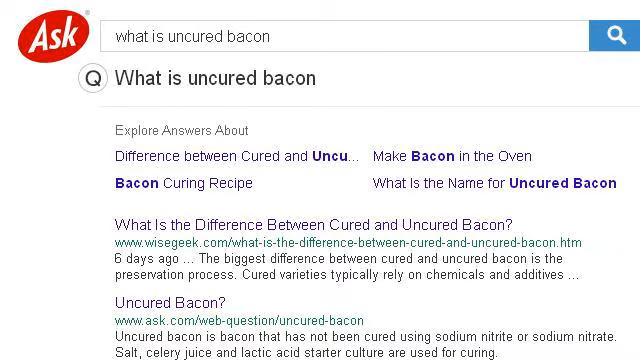 Ask®
what is uncured bacon
Q What is uncured bacon
Explore Answers About
Difference between Cured and Uncu... Make Bacon in the Oven
Bacon Curing Recipe What Is the Name for Uncured Bacon
What Is the Difference Between Cured and Uncured Bacon?
www.wisegeek.com/what-is-the-difference-between-cured-and-uncured-bacon.htm
6 days ago ... The biggest difference between cured and uncured bacon is the
preservation process. Cured varieties typically rely on chemicals and additives ...
Uncured Bacon?
www.ask.com/web-question/uncured-bacon
Uncured bacon is bacon that has not been cured using sodium nitrite or sodium nitrate.
Salt, celery juice and lactic acid starter culture are used for curing.